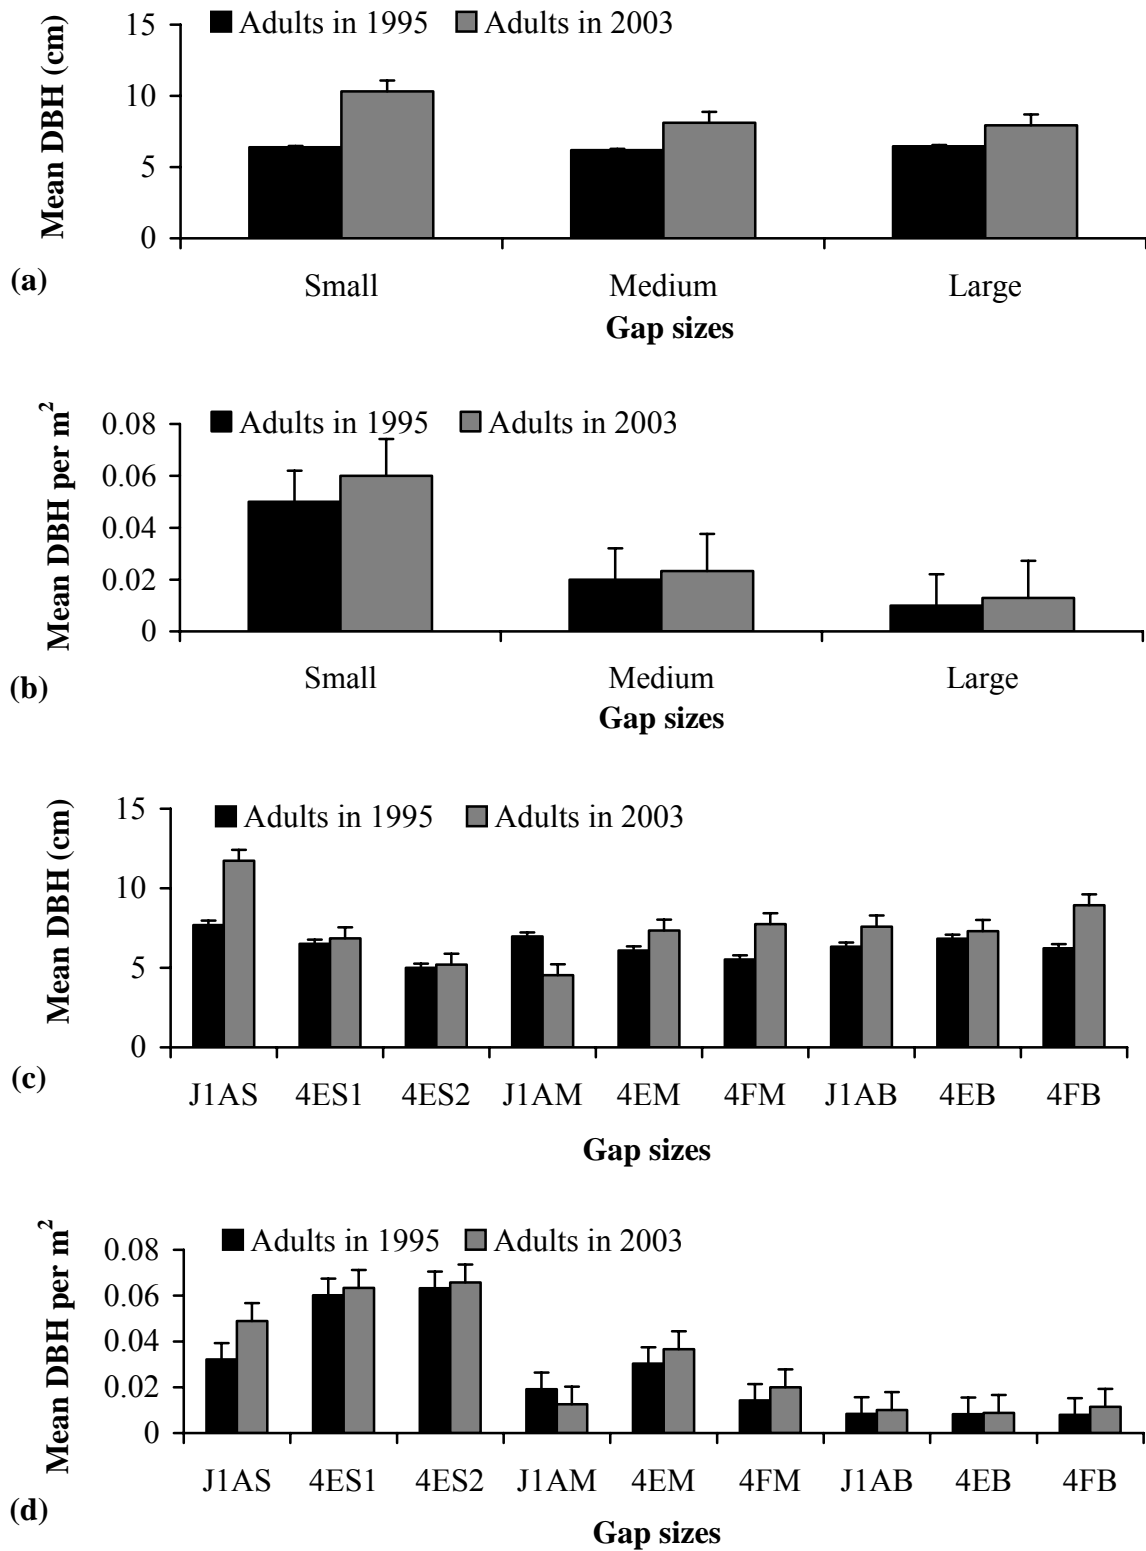 Mean DBH (cm)
15
10
5
0
Adults in 1995 Adults in 2003
(a)
Small Medium Large
Gap sizes
Mean DBH per m²
0.08
0.06
0.04
0.02
0
Adults in 1995 Adults in 2003
(b)
Small Medium Large
Gap sizes
Mean DBH (cm)
15
10
5
0
Adults in 1995 Adults in 2003
(c)
J1AS 4ES1 4ES2 J1AM 4EM 4FM J1AB 4EB 4FB
Gap sizes
Mean DBH per m²
0.08
0.06
0.04
0.02
0
Adults in 1995 Adults in 2003
(d)
J1AS 4ES1 4ES2 J1AM 4EM 4FM J1AB 4EB 4FB
Gap sizes